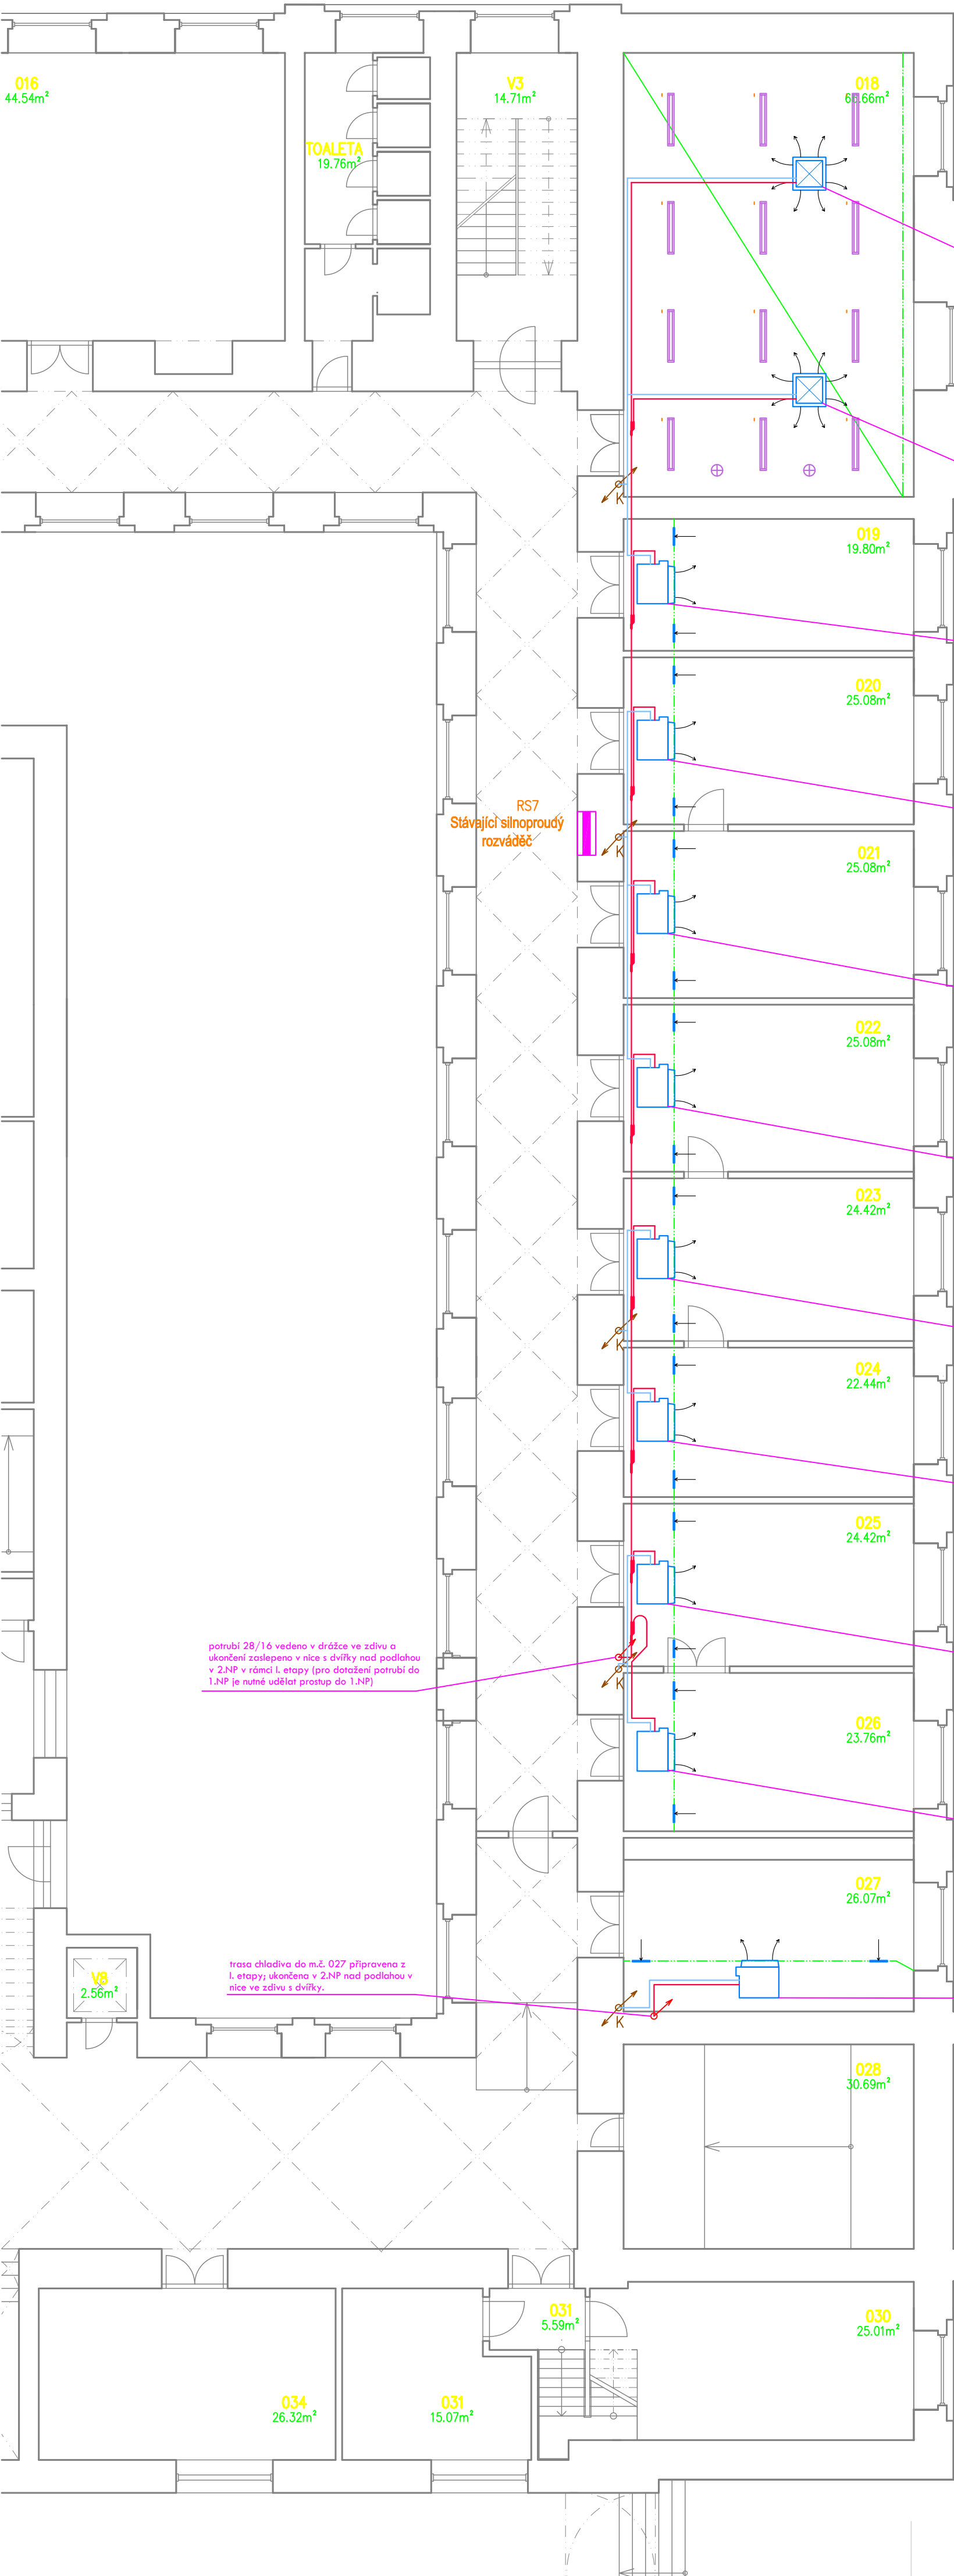 016
44.54m²
TOALETA
19.76m²
V3
14.71m²
018
66.66m²
K
019
19.80m²
020
25.08m²
RS7
Stávající silnoproudý
rozváděč
K
021
25.08m²
022
25.08m²
023
24.42m²
K
024
22.44m²
025
24.42m²
potrubí 28/16 vedeno v drážce ve zdivu a
ukončení zaslepeno v nice s dvířky nad podlahou
v 2.NP v rámci I. etapy (pro dotažení potrubí do
1.NP je nutné udělat prostup do 1.NP)
K
026
23.76m²
027
26.07m²
trasa chladiva do m.č. 027 připravena z
I. etapy; ukončena v 2.NP nad podlahou v
nice ve zdivu s dvířky.
V8
2.56m²
K
028
30.69m²
031
5.59m²
030
25.01m²
034
26.32m²
031
15.07m²